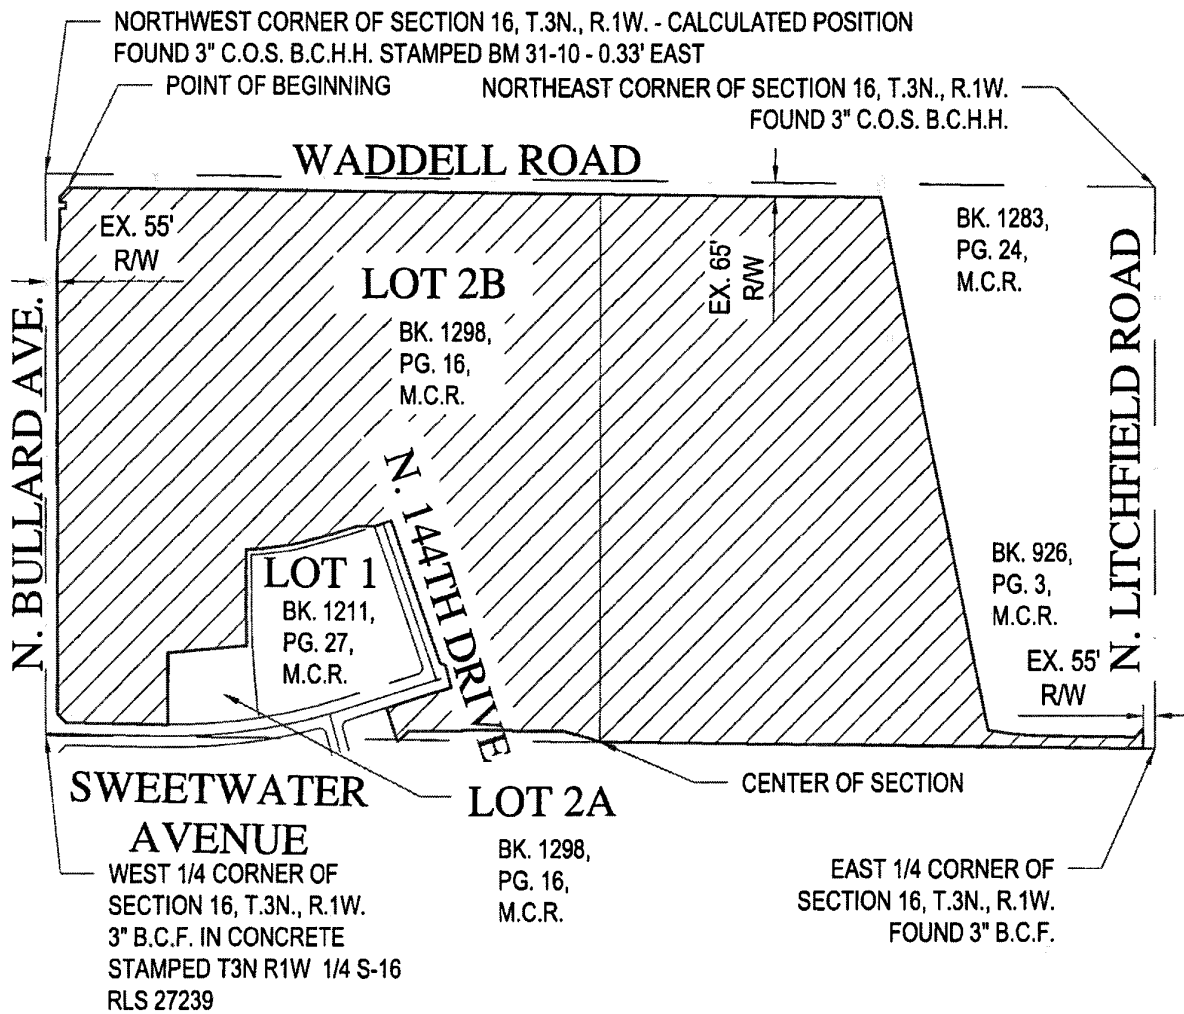 NORTHWEST CORNER OF SECTION 16, T.3N., R.1W. - CALCULATED POSITION
FOUND 3" C.O.S. B.C.H.H. STAMPED BM 31-10 - 0.33' EAST
POINT OF BEGINNING
NORTHEAST CORNER OF SECTION 16, T.3N., R.1W.
FOUND 3" C.O.S. B.C.H.H.
WADDELL ROAD
EX. 55'
R/W
LOT 2B
BK. 1298,
PG. 16,
M.C.R.
EX. 65'
R/W
BK. 1283,
PG. 24,
M.C.R.
N. BULLARD AVE.
N. LITCHFIELD ROAD
N. 144TH DRIVE
LOT 1
BK. 1211,
PG. 27,
M.C.R.
BK. 926,
PG. 3,
M.C.R.
EX. 55'
R/W
SWEETWATER
AVENUE
LOT 2A
BK. 1298,
PG. 16,
M.C.R.
CENTER OF SECTION
WEST 1/4 CORNER OF
SECTION 16, T.3N., R.1W.
3" B.C.F. IN CONCRETE
STAMPED T3N R1W 1/4 S-16
RLS 27239
EAST 1/4 CORNER OF
SECTION 16, T.3N., R.1W.
FOUND 3" B.C.F.